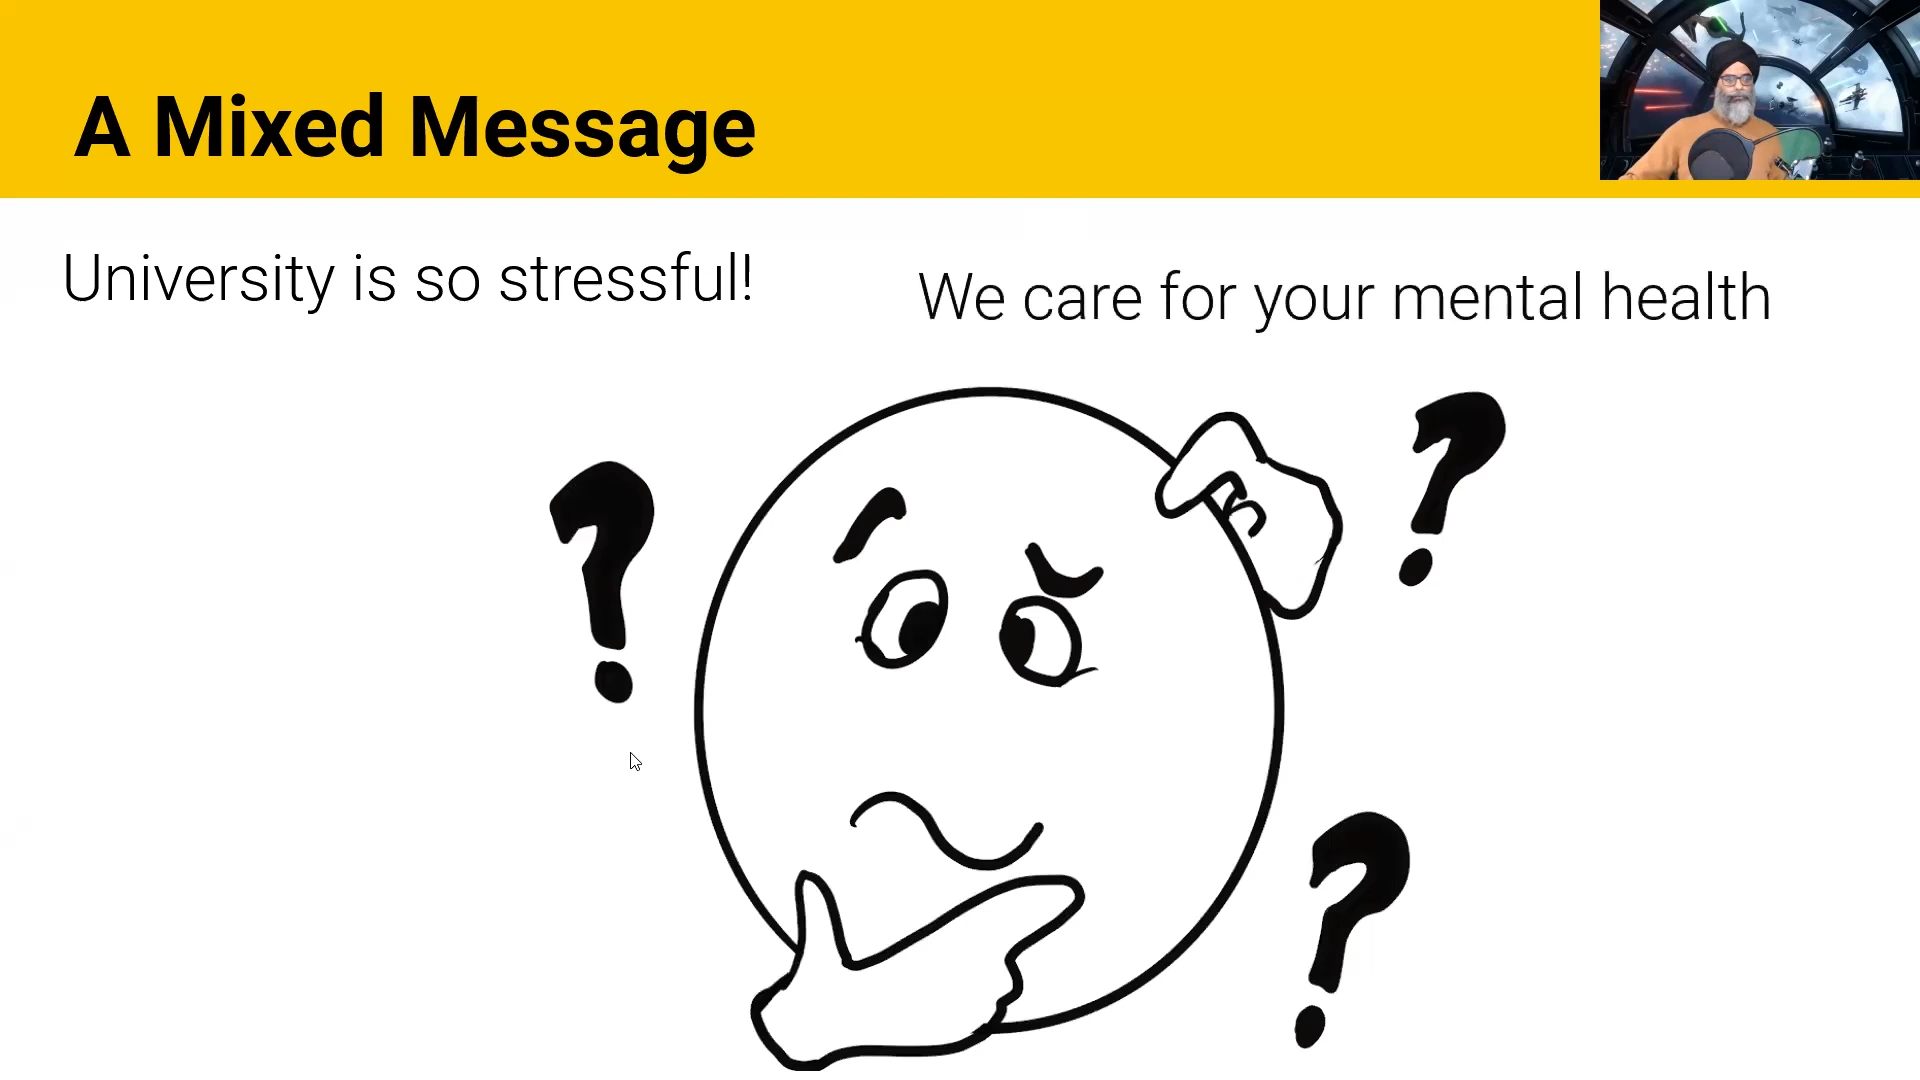 A Mixed Message
University is so stressful!
We care for your mental health
?
?
?